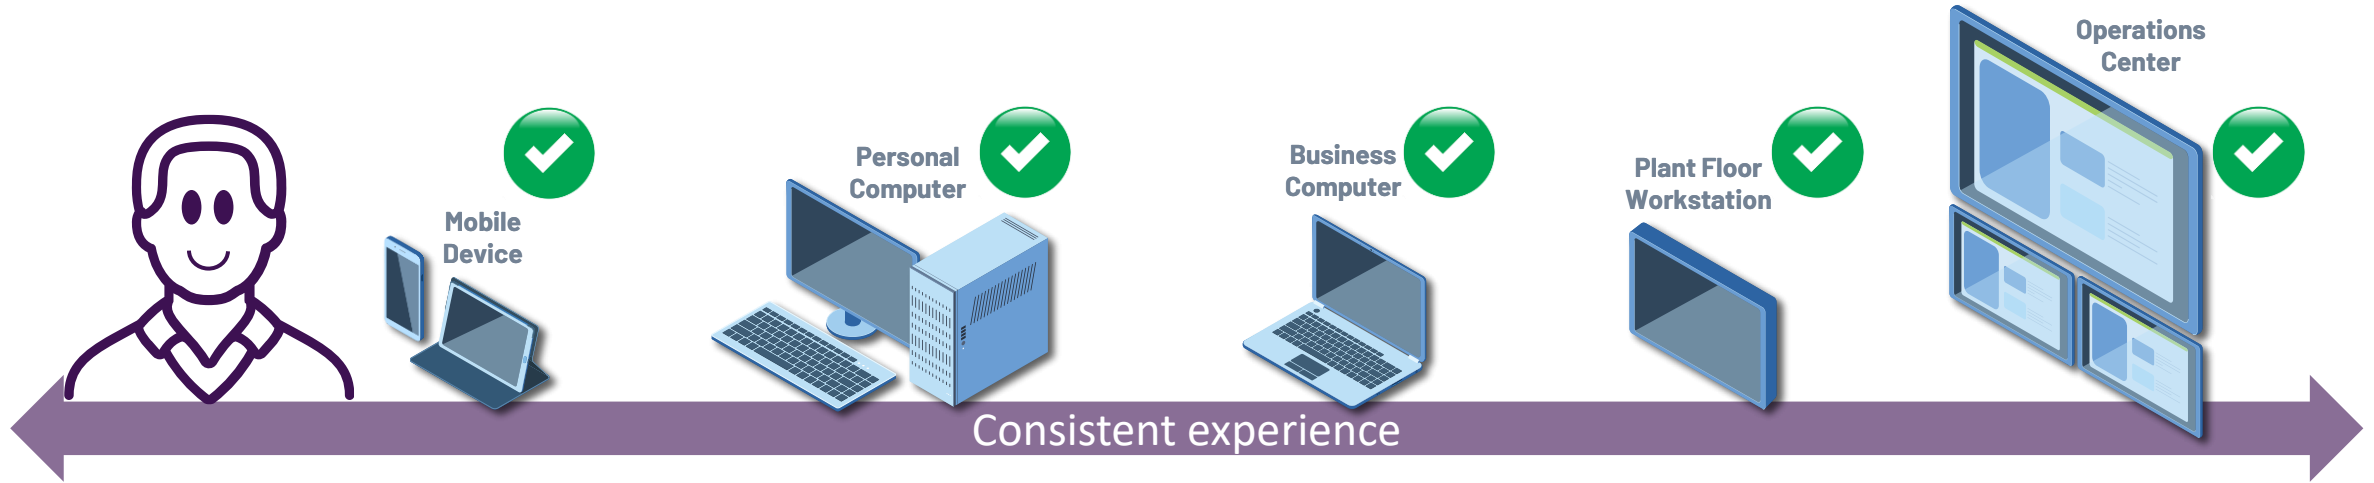 Mobile
Device
Personal
Computer
Business
Computer
Plant Floor
Workstation
Operations
Center
Consistent experience